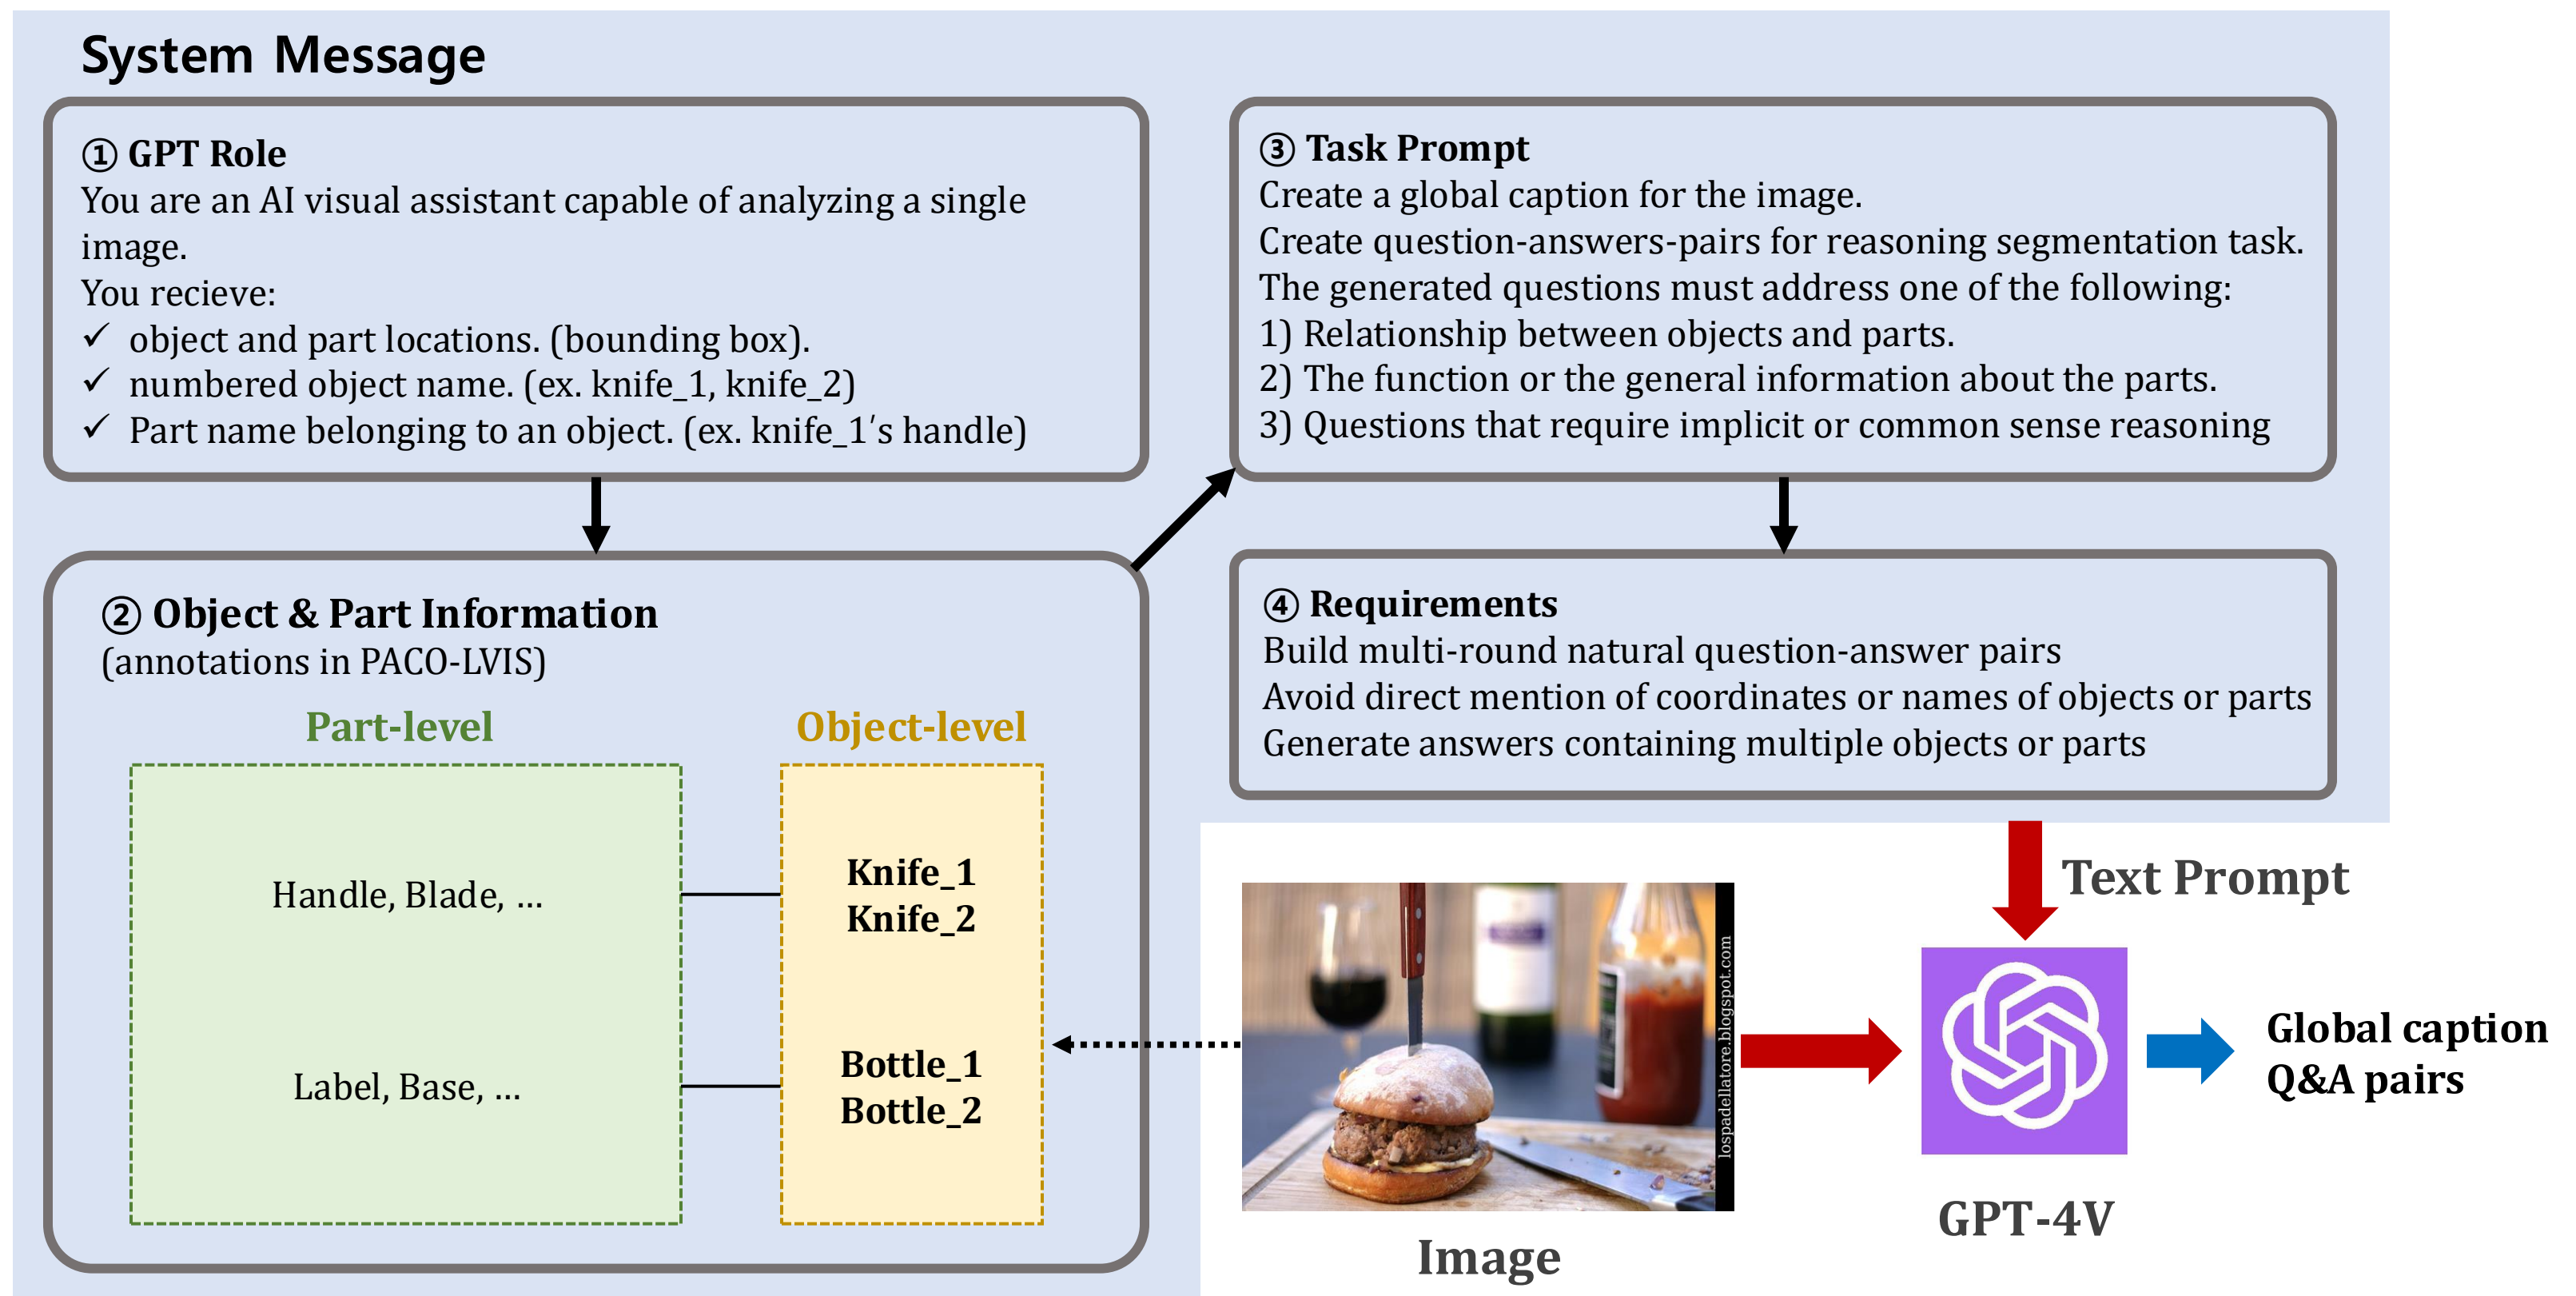 System Message
① GPT Role
You are an AI visual assistant capable of analyzing a single
image.
You recieve:
✓ object and part locations. (bounding box).
✓ numbered object name. (ex. knife_1, knife_2)
✓ Part name belonging to an object. (ex. knife_1′s handle)
② Object & Part Information
(annotations in PACO-LVIS)
Part-level
Object-level
Handle, Blade, ...
Knife_1
Knife_2
Label, Base, ...
Bottle_1
Bottle_2
③ Task Prompt
Create a global caption for the image.
Create question-answers-pairs for reasoning segmentation task.
The generated questions must address one of the following:
1) Relationship between objects and parts.
2) The function or the general information about the parts.
3) Questions that require implicit or common sense reasoning
④ Requirements
Build multi-round natural question-answer pairs
Avoid direct mention of coordinates or names of objects or parts
Generate answers containing multiple objects or parts
Text Prompt
lospadellatore.blogspot.com
Image
GPT-4V
Global caption
Q&A pairs